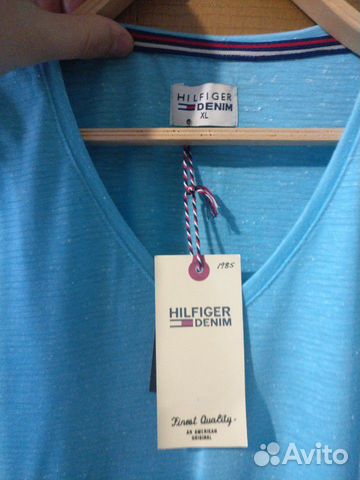 HILFIGER
DENIM
XL
1985
HILFIGER
DENIM
Finest Quality-
AN AMERICAN
ORIGINAL
Avito